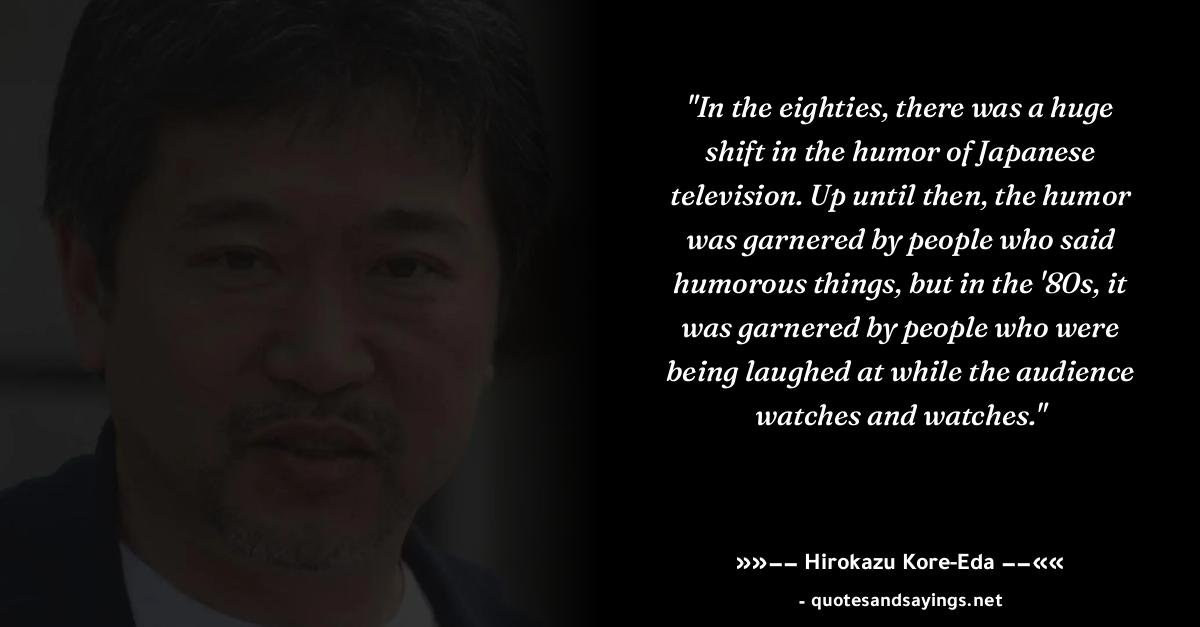 "In the eighties, there was a huge
shift in the humor of Japanese
television. Up until then, the humor
was garnered by people who said
humorous things, but in the '80s, it
was garnered by people who were
being laughed at while the audience
watches and watches."
»»–– Hirokazu Kore-Eda ––««
- quotesandsayings.net